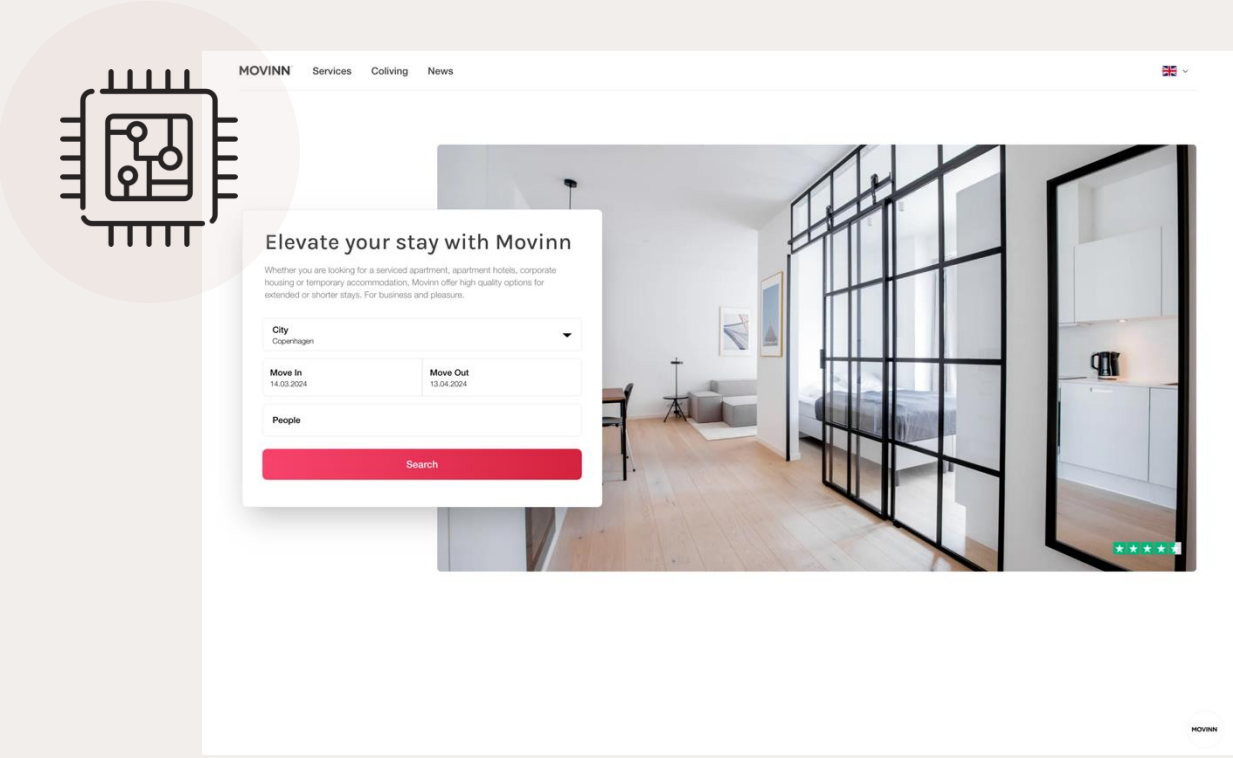 MOVINN Services Coliving News
Elevate your stay with Movinn
Whether you are looking for a serviced apartment, apartment hotels, corporate
housing or temporary accommodation, Movinn offer high quality options for
extended or shorter stays. For business and pleasure.
City
Copenhagen
Move In Move Out
14.03.2024 13.04.2024
People
Search
MOVINN